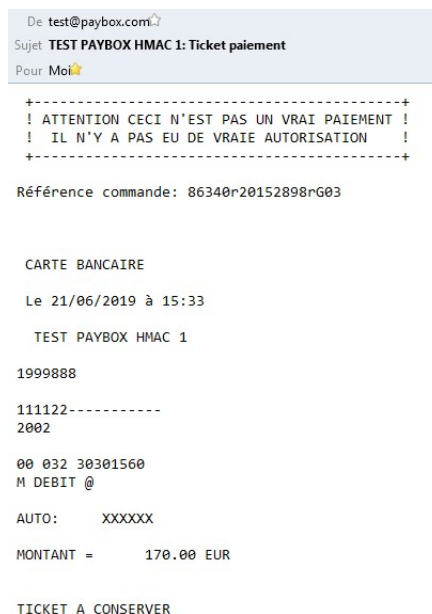 De test@paybox.com
Sujet TEST PAYBOX HMAC 1: Ticket paiement
Pour Moi
+-------------------------------------------+
! ATTENTION CECI N'EST PAS UN VRAI PAIEMENT !
! IL N'Y A PAS EU DE VRAIE AUTORISATION !
+-------------------------------------------+
Référence commande: 86340r20152898rG03
CARTE BANCAIRE
Le 21/06/2019 à 15:33
TEST PAYBOX HMAC 1
1999888
111122-----------
2002
00 032 30301560
M DEBIT @
AUTO: XXXXXX
MONTANT = 170.00 EUR
TICKET A CONSERVER